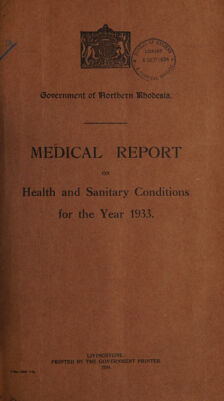 Government of Northern Rhodesia.
MEDICAL REPORT
ON
Health and Sanitary Conditions
for the Year 1933.
LIVINGSTONE:
PRINTED BY THE GOVERNMENT PRINTER.